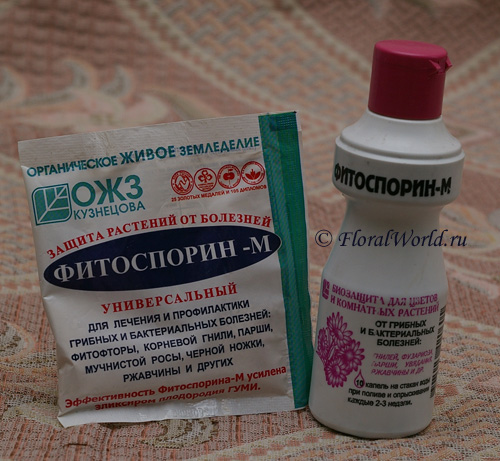 ОРГАНИЧЕСКОЕ ЖИВОЕ ЗЕМЛЕДЕЛИЕ
ОЖЗ
КУЗНЕЦОВА
25 ЗОЛОТЫХ МЕДАЛЕЙ И 155 ДИПЛОМОВ
ЗАЩИТА РАСТЕНИЙ ОТ БОЛЕЗНЕЙ
ФИТОСПОРИН -М
УНИВЕРСАЛЬНЫЙ
ДЛЯ ЛЕЧЕНИЯ И ПРОФИЛАКТИКИ
ГРИБНЫХ И БАКТЕРИАЛЬНЫХ БОЛЕЗНЕЙ:
ФИТОФТОРЫ, КОРНЕВОЙ ГНИЛИ, ПАРШИ,
МУЧНИСТОЙ РОСЫ, ЧЕРНОЙ НОЖКИ,
РЖАВЧИНЫ И ДРУГИХ
Эффективность Фитоспорина-М усилена
эликсиром плодородия ГУМИ.
ФИТОСПОРИН-М
БИОЗАЩИТА ДЛЯ ЦВЕТОВ
И КОМНАТНЫХ РАСТЕНИЙ
ОТ ГРИБНЫХ
И БАКТЕРИАЛЬНЫХ
БОЛЕЗНЕЙ:
ГНИЛЕЙ, ФУЗАРИОЗА,
ПАРШИ, УВЯДАНИЯ,
РЖАВЧИНЫ И ДР.
10 капель на стакан воды
при поливе и опрыскивании
каждые 2-3 недели.
© FloralWorld.ru